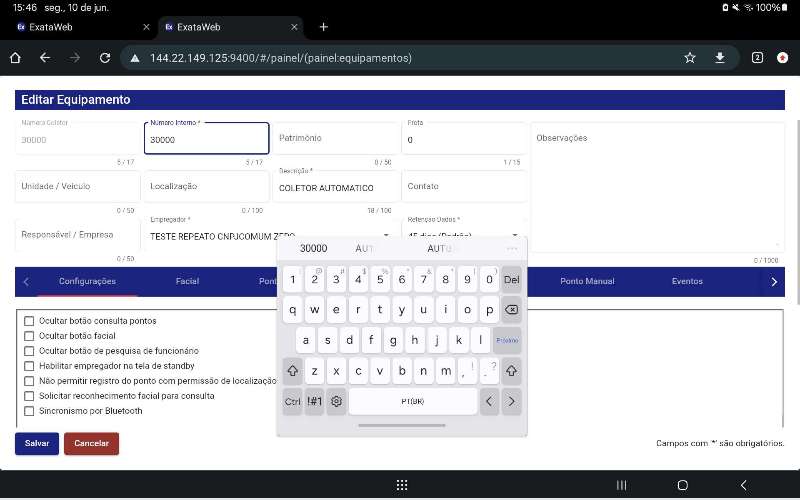 15:46 seg., 10 de jun. 100%
ExataWeb
ExataWeb
144.22.149.125:9400/#/painel/(painel:equipamentos)
2
Editar Equipamento
Número Coletor
30000
5 / 17
Número Interno *
30000
5 / 17
Patrimônio
0 / 50
Frota
0
1 / 15
Observações
0 / 1000
Unidade / Veículo
0 / 50
Localização
0 / 100
Descrição *
COLETOR AUTOMATICO
18 / 100
Contato
Responsável / Empresa
0 / 50
Empregador *
TESTE REPEATO CNPJCOMUM ZERO
Retenção Dados *
Configurações
Facial
Pont
Ponto Manual
Eventos
Ocultar botão consulta pontos
Ocultar botão facial
Ocultar botão de pesquisa de funcionário
Habilitar empregador na tela de standby
Não permitir registro do ponto com permissão de localização
Solicitar reconhecimento facial para consulta
Sincronismo por Bluetooth
Salvar
Cancelar
Campos com '*' são obrigatórios.
30000 AUT AUTO ...
1 2 3 4 5 6 7 8 9 0 Del
q w e r t y u i o p
a s d f g h j k l Próximo
z x c v b n m , ! . ?
Ctrl !#1 PT(BR) < >